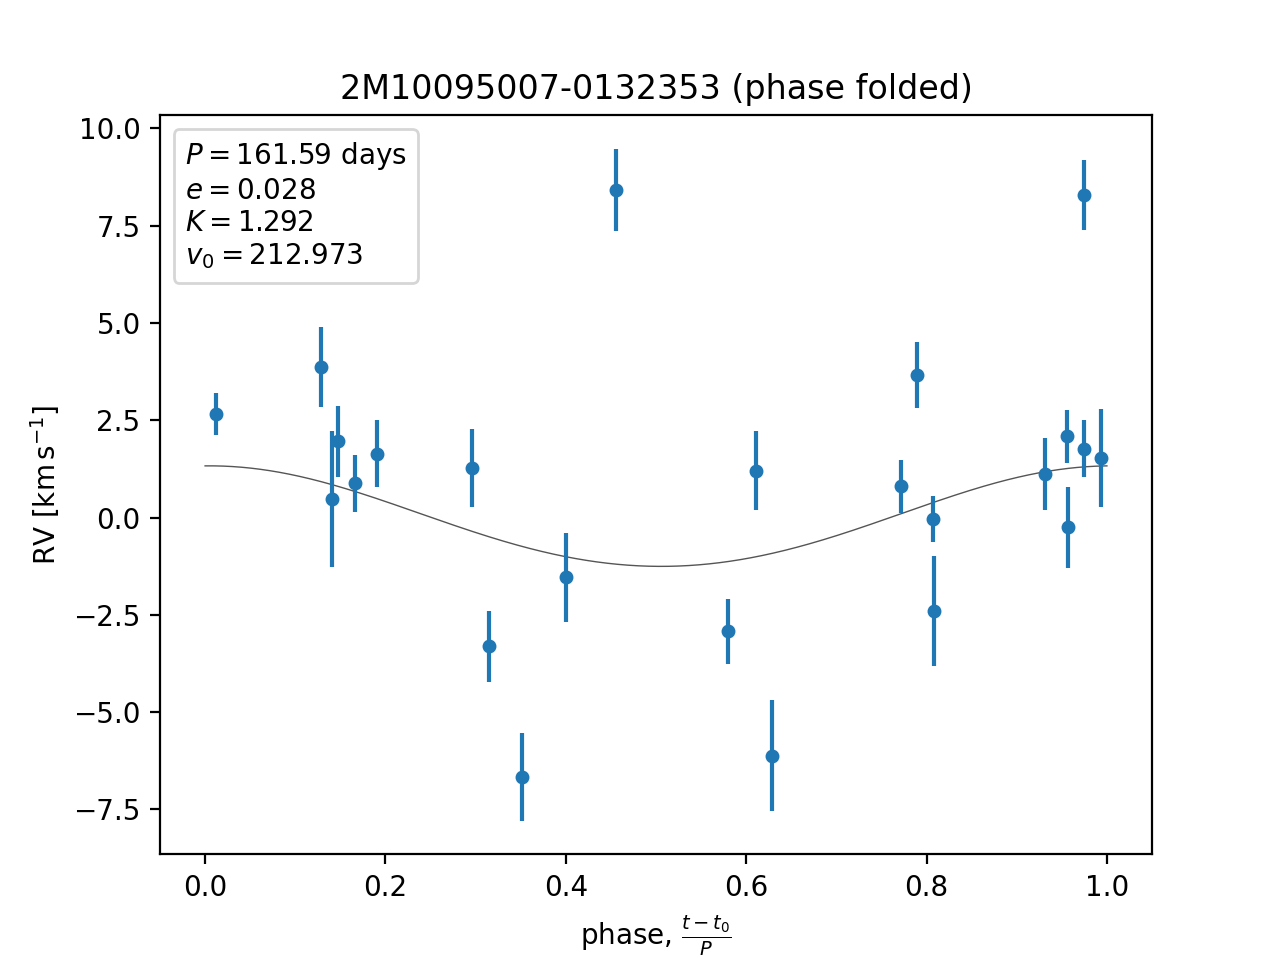 2M10095007-0132353 (phase folded)
P = 161.59 days
e = 0.028
K = 1.292
v₀ = 212.973
10.0
7.5
5.0
2.5
0.0
−2.5
−5.0
−7.5
RV [km s⁻¹]
0.0 0.2 0.4 0.6 0.8 1.0
phase, (t − t₀)/P